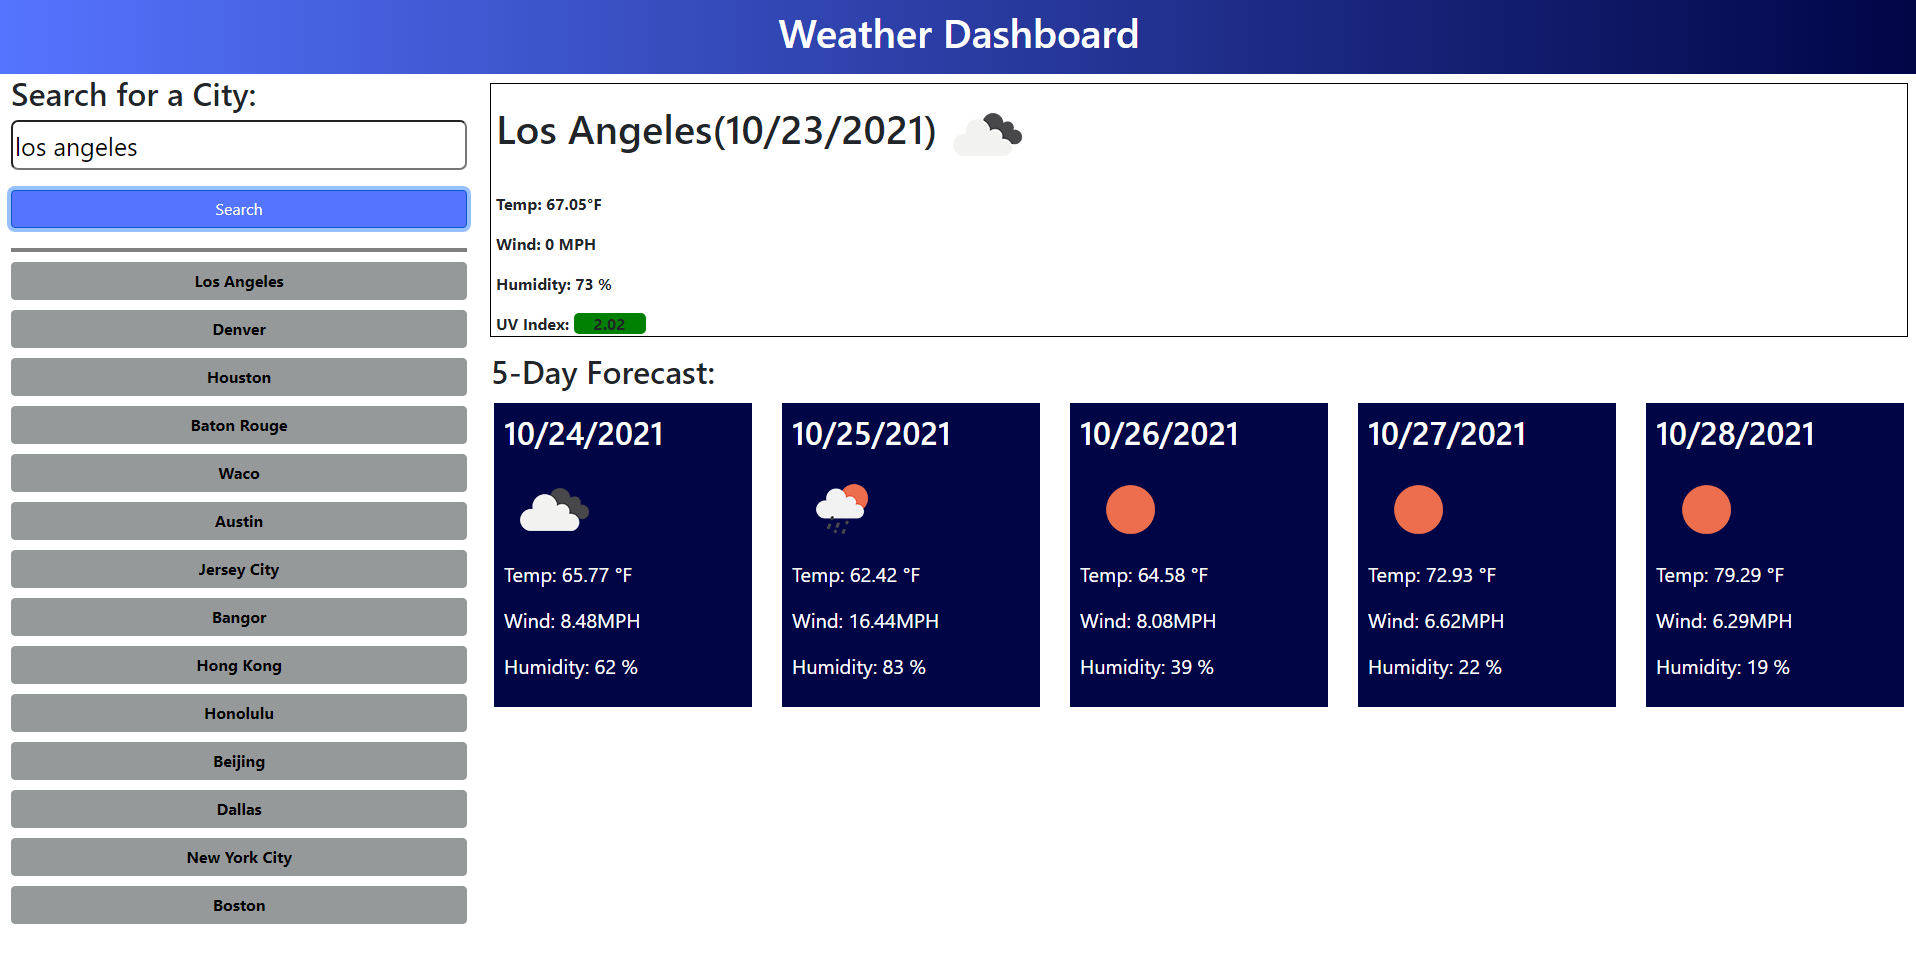 Weather Dashboard
Search for a City:
los angeles
Search
Los Angeles
Denver
Houston
Baton Rouge
Waco
Austin
Jersey City
Bangor
Hong Kong
Honolulu
Beijing
Dallas
New York City
Boston
Los Angeles(10/23/2021)
Temp: 67.05°F
Wind: 0 MPH
Humidity: 73 %
UV Index: 2.02
5-Day Forecast:
10/24/2021
Temp: 65.77 °F
Wind: 8.48MPH
Humidity: 62 %
10/25/2021
Temp: 62.42 °F
Wind: 16.44MPH
Humidity: 83 %
10/26/2021
Temp: 64.58 °F
Wind: 8.08MPH
Humidity: 39 %
10/27/2021
Temp: 72.93 °F
Wind: 6.62MPH
Humidity: 22 %
10/28/2021
Temp: 79.29 °F
Wind: 6.29MPH
Humidity: 19 %